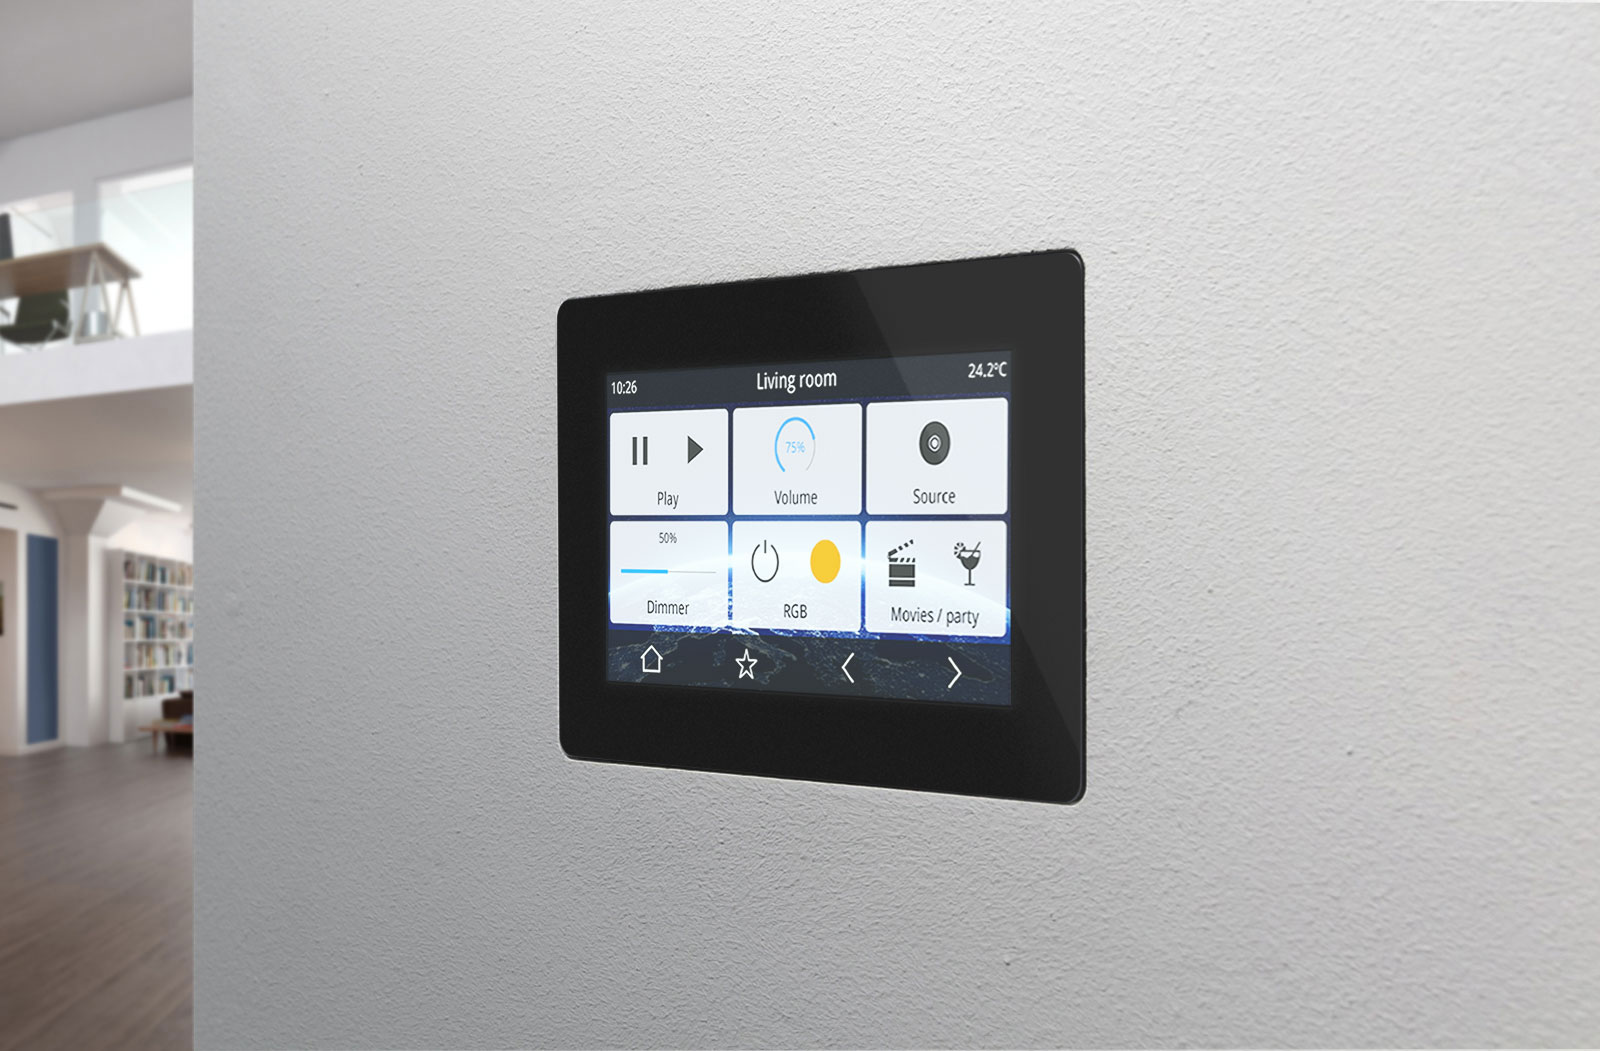 10:26
Living room
24.2°C
Play
75%
Volume
Source
50%
Dimmer
RGB
Movies / party